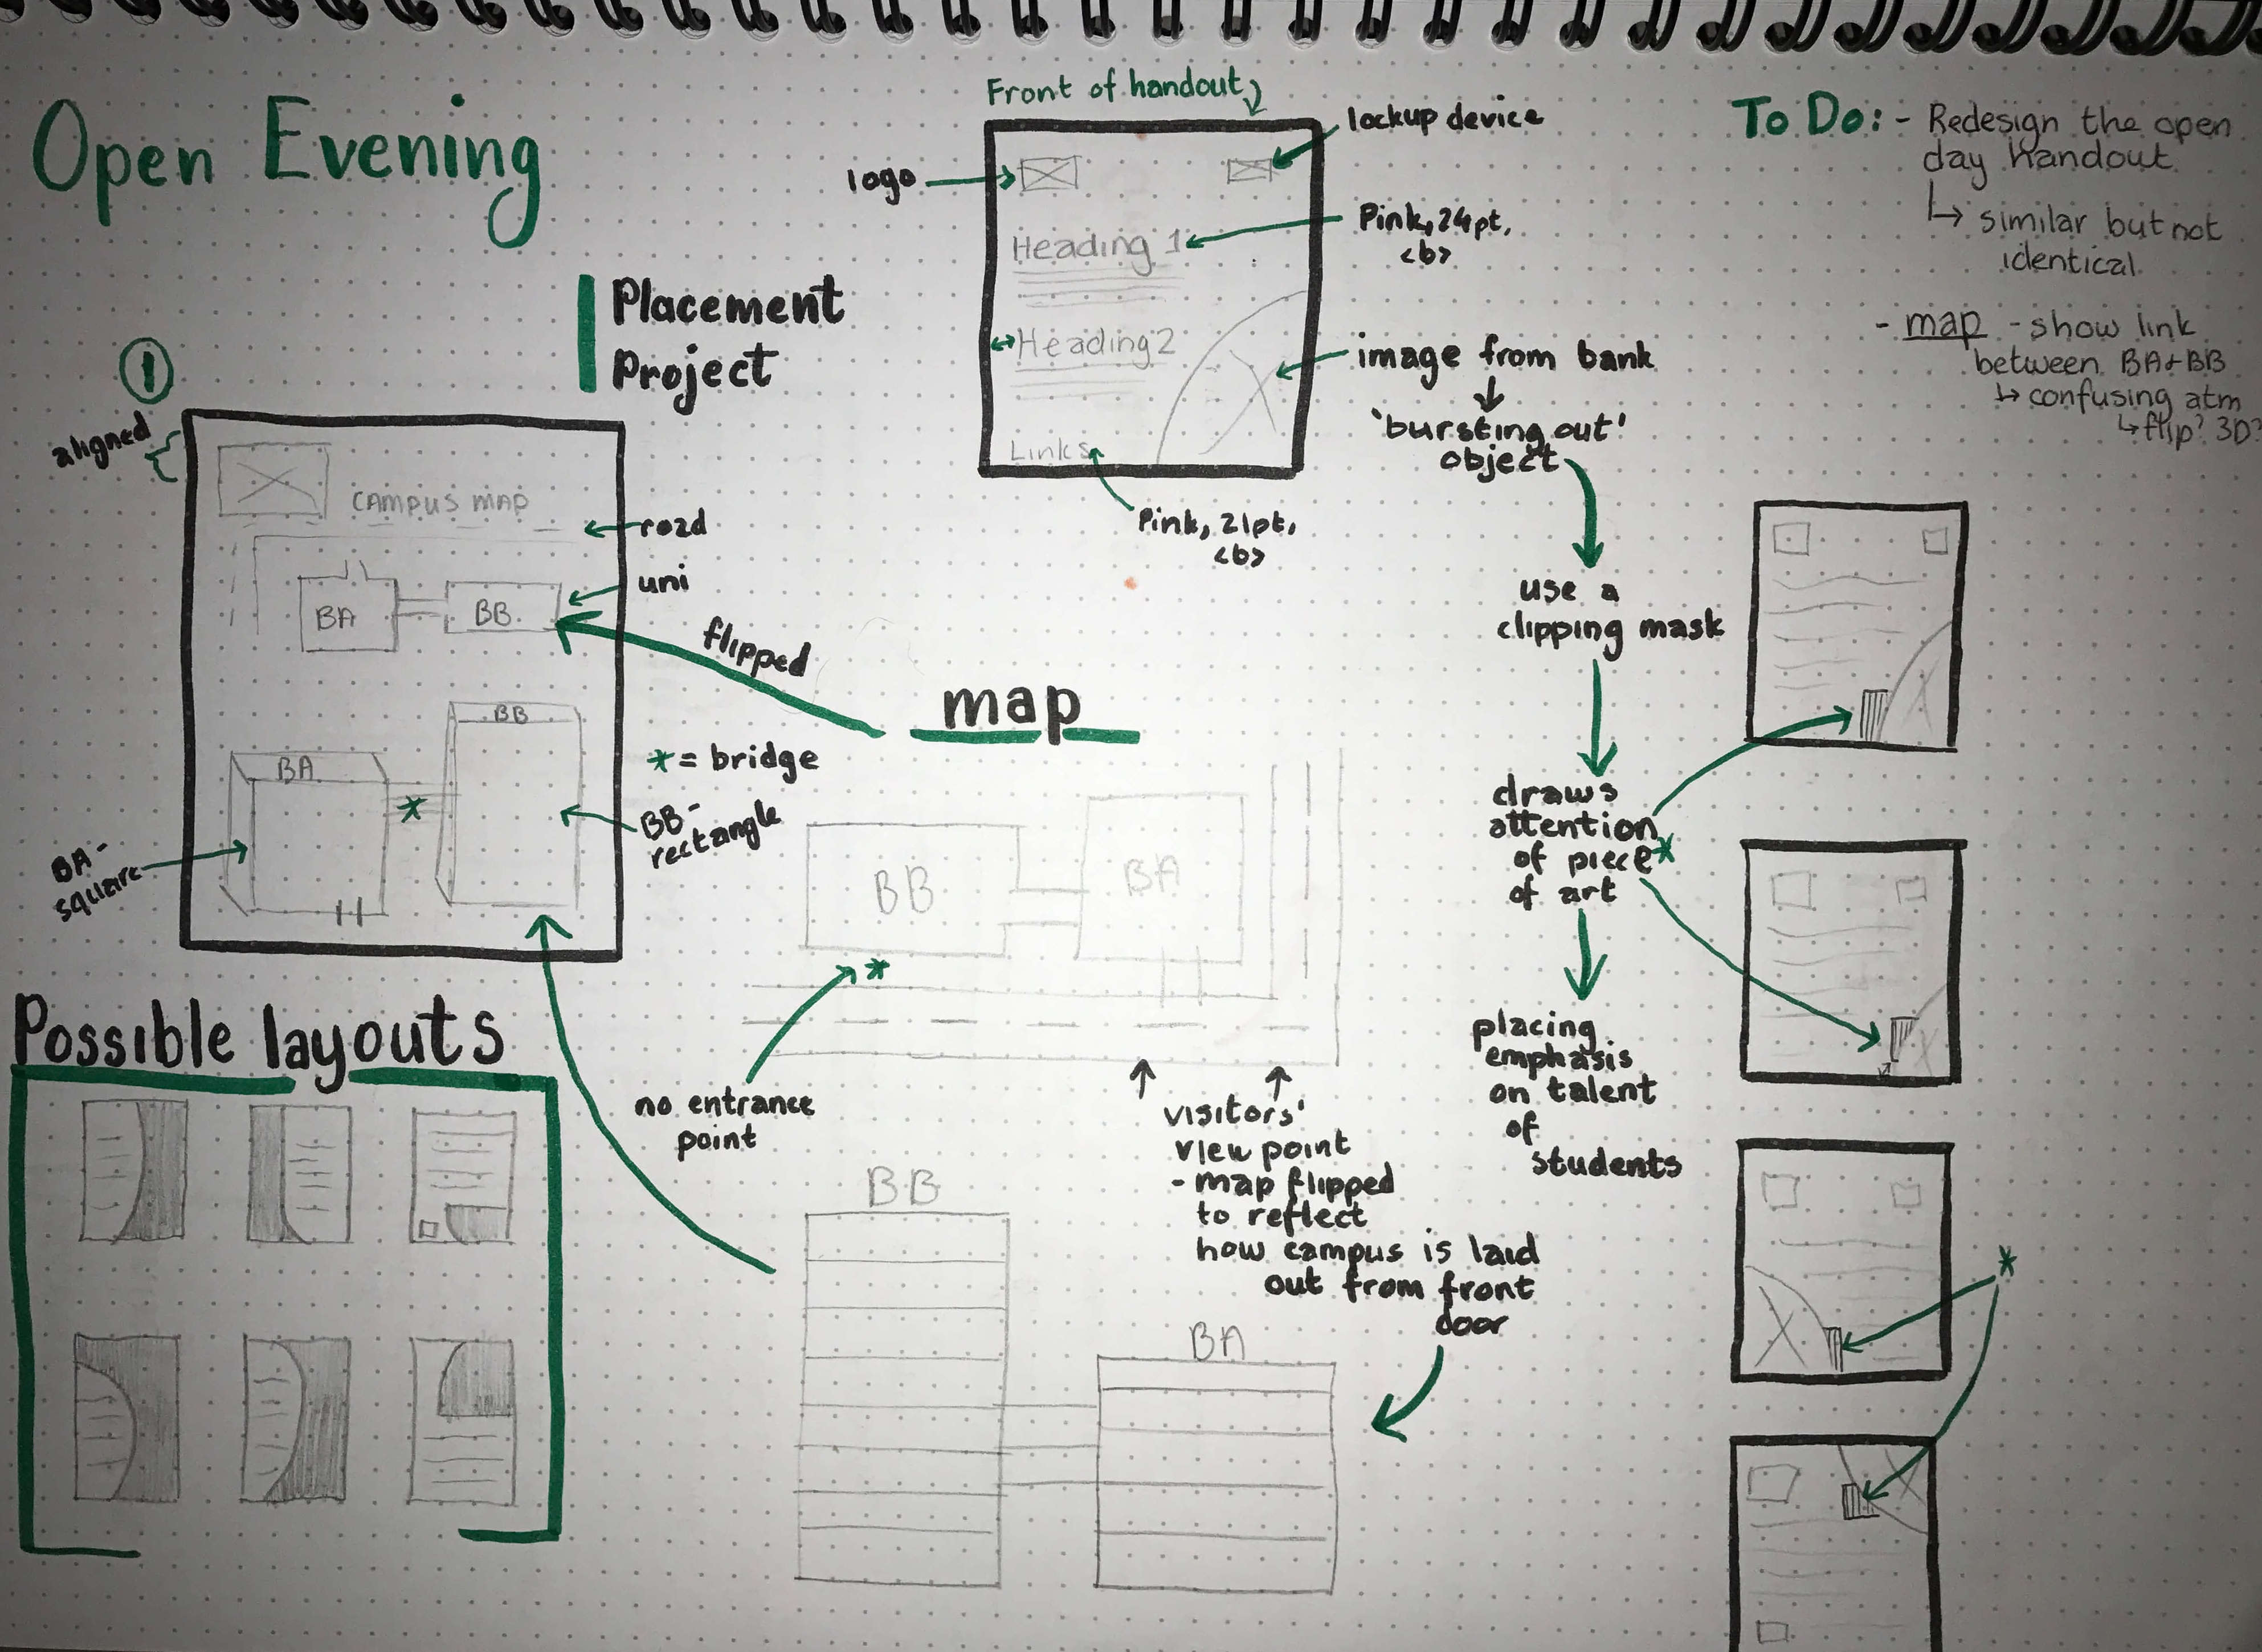 Open Evening
Placement
Project
Front of handout
logo
lockup device
Heading 1
Pink, 24pt,
<b>
Heading 2
image from bank
'bursting out'
object
Links
Pink, 21pt,
<b>
use a
clipping mask
draws
attention
of piece*
of art
placing
emphasis
on talent
of
students
To Do: - Redesign the open
day handout
↳ similar but not
identical
- map - show link
between BA+BB
↳ confusing atm
↳ flip? 3D?
*
1
aligned
CAMPUS MAP
road
uni
BA
BB
flipped
BB
BA
*
* = bridge
BB -
rectangle
BA -
square
map
BB
BA
*
no entrance
point
visitors'
view point
- map flipped
to reflect
how campus is laid
out from front
door
BB
BA
Possible layouts